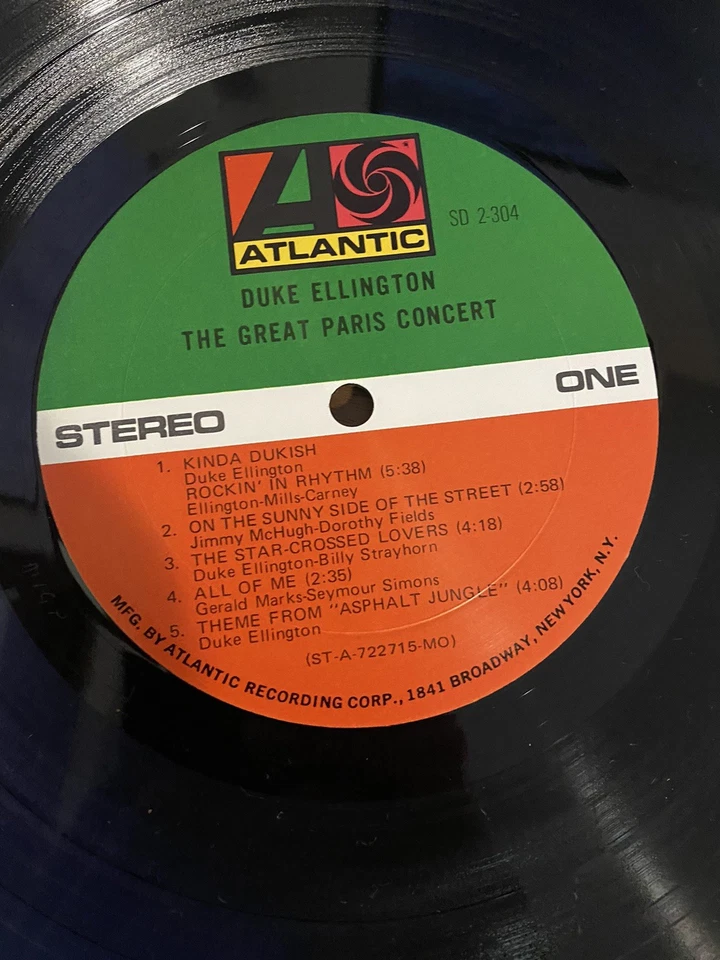 ATLANTIC
SD 2-304
DUKE ELLINGTON
THE GREAT PARIS CONCERT
STEREO
ONE
1. KINDA DUKISH
Duke Ellington
ROCKIN' IN RHYTHM (5:38)
Ellington-Mills-Carney
2. ON THE SUNNY SIDE OF THE STREET (2:58)
Jimmy McHugh-Dorothy Fields
3. THE STAR-CROSSED LOVERS (4:18)
Duke Ellington-Billy Strayhorn
4. ALL OF ME (2:35)
Gerald Marks-Seymour Simons
5. THEME FROM "ASPHALT JUNGLE" (4:08)
Duke Ellington
(ST-A-722715-MO)
MFG. BY ATLANTIC RECORDING CORP., 1841 BROADWAY, NEW YORK, N.Y.